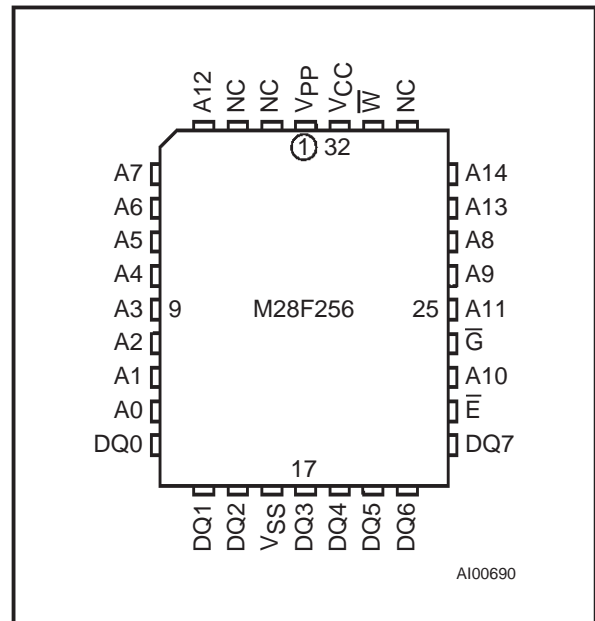 A12 NC NC VPP VCC W̅ NC
1 32
A7 A14
A6 A13
A5 A8
A4 A9
A3 9 M28F256 25 A11
A2 G̅
A1 A10
A0 E̅
DQ0 DQ7
17
DQ1 DQ2 VSS DQ3 DQ4 DQ5 DQ6
AI00690